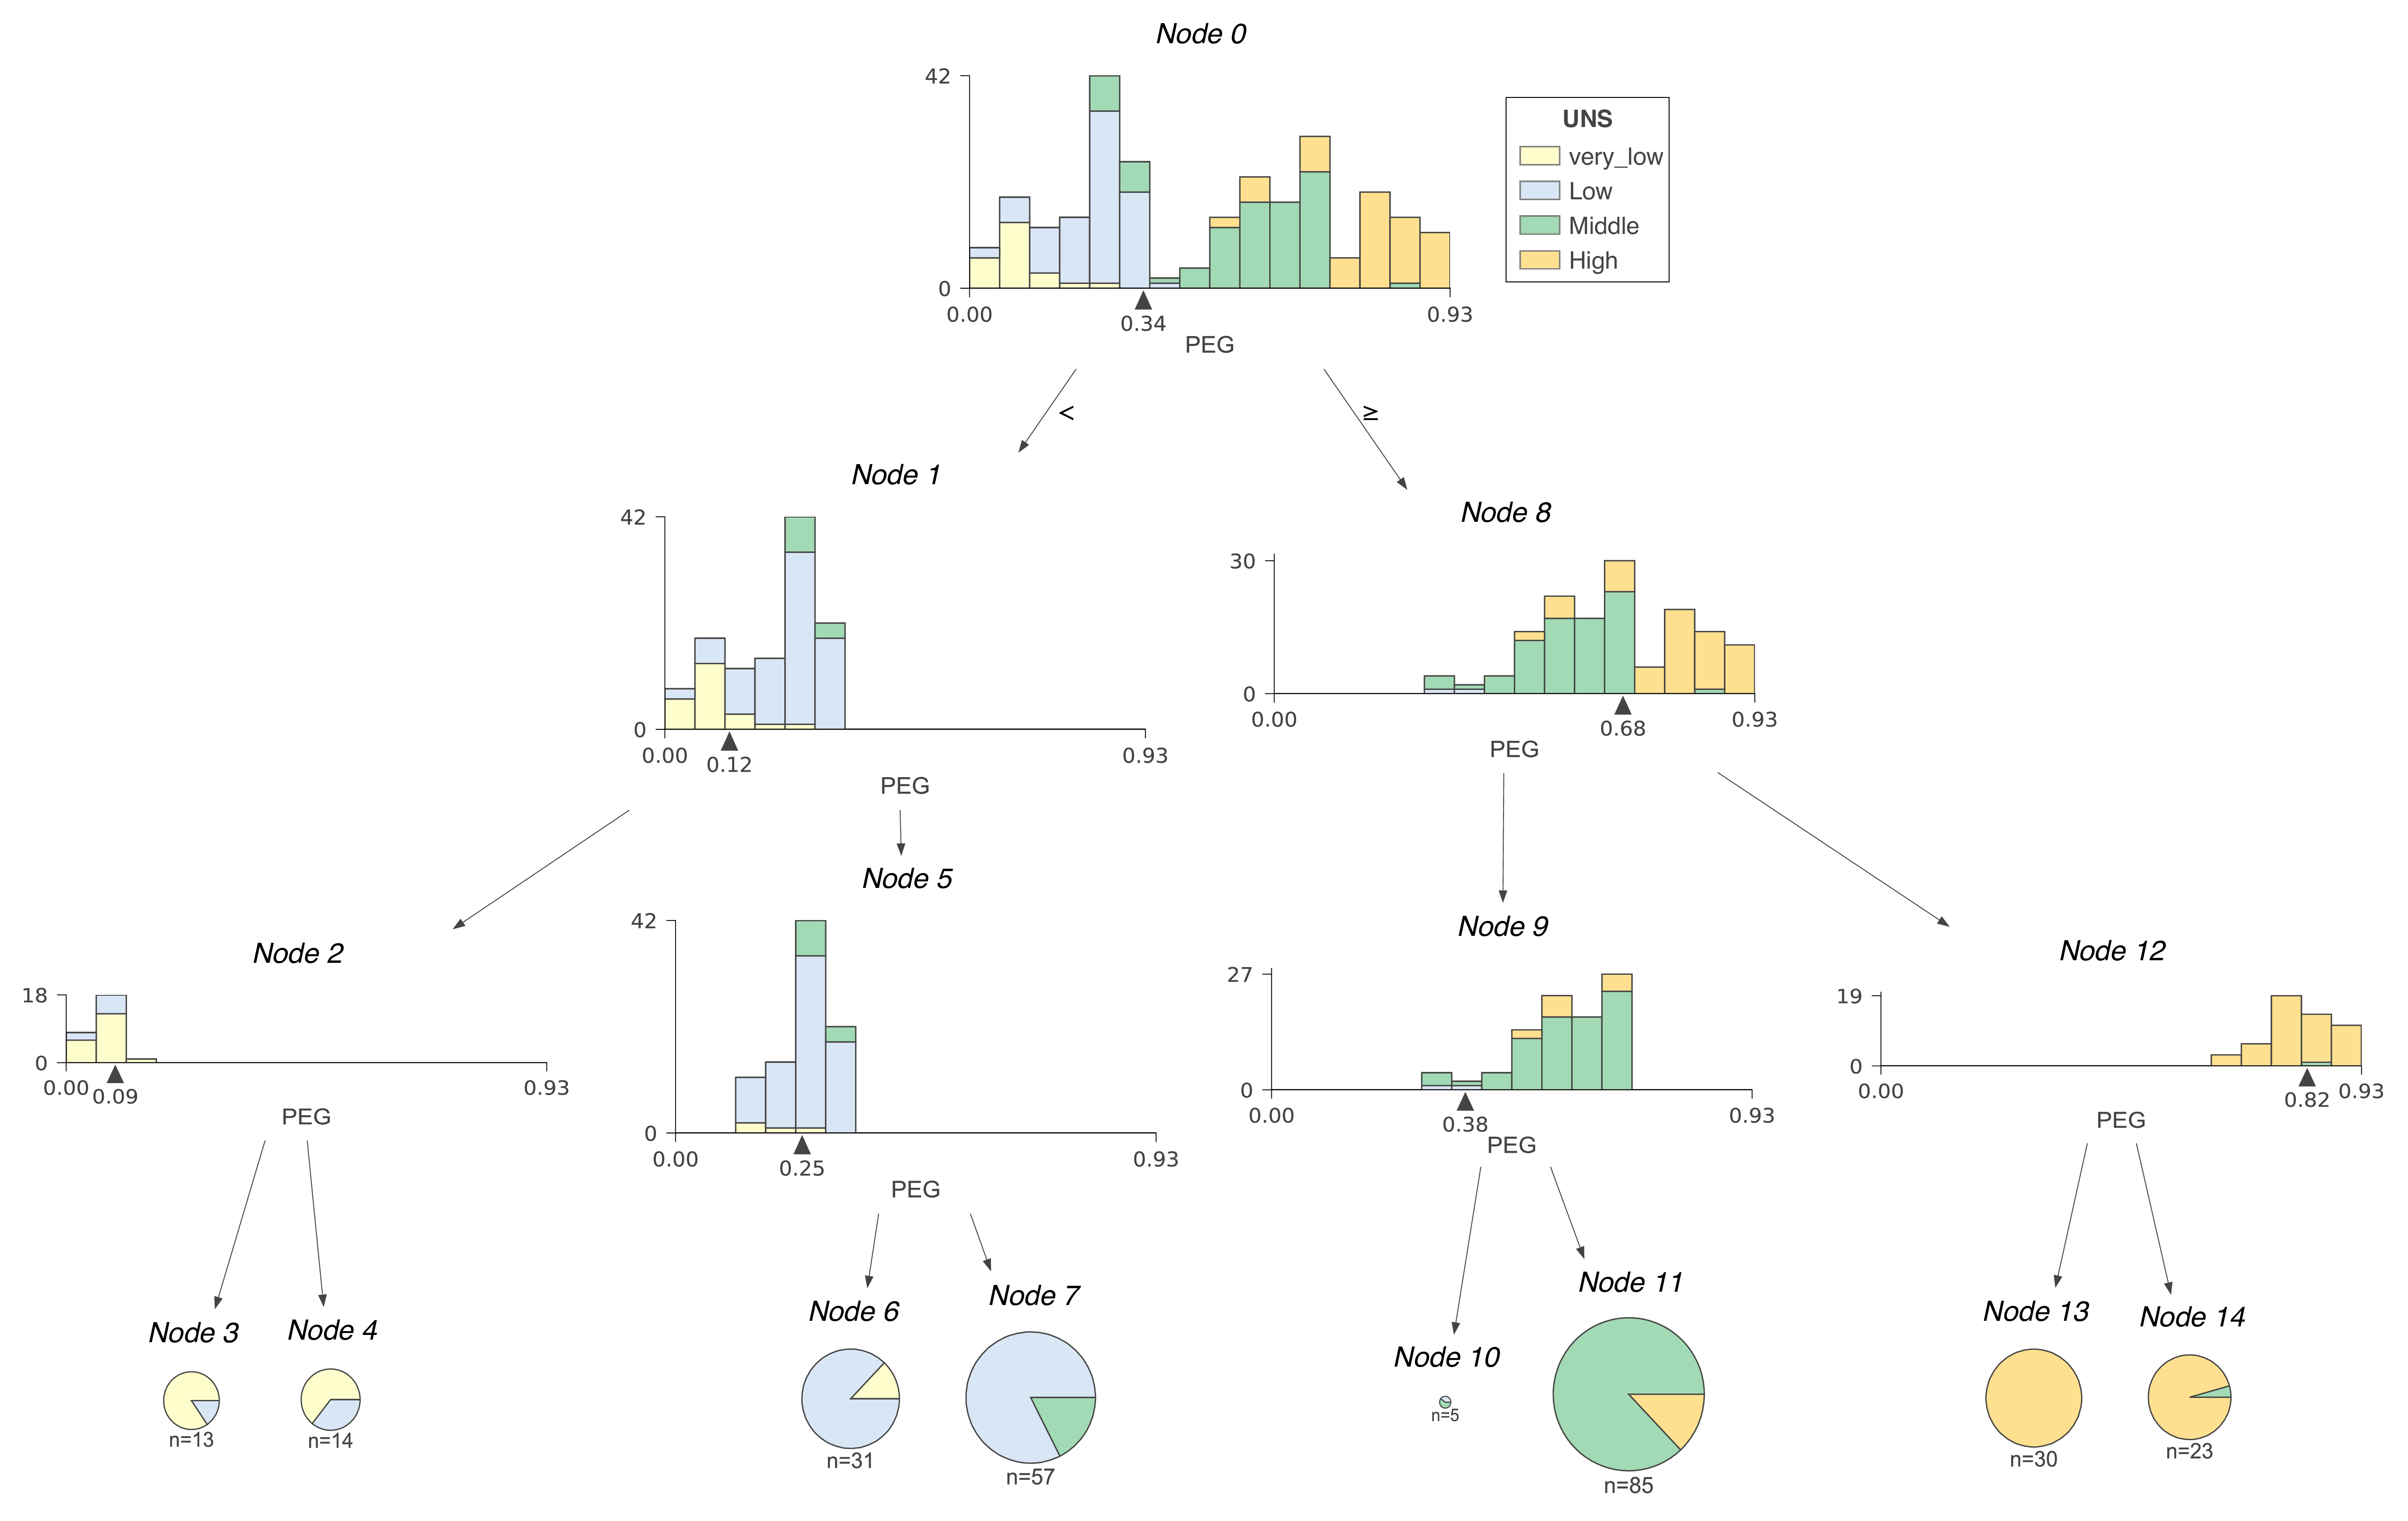 Node 0
42
0
0.00
0.34
0.93
PEG
UNS
very_low
Low
Middle
High
<
≥
Node 1
42
0
0.00
0.12
0.93
PEG
Node 8
30
0
0.00
0.68
0.93
PEG
Node 2
18
0
0.00
0.09
0.93
PEG
Node 5
42
0
0.00
0.25
0.93
PEG
Node 9
27
0
0.00
0.38
0.93
PEG
Node 12
19
0
0.00
0.82
0.93
PEG
Node 3
n=13
Node 4
n=14
Node 6
n=31
Node 7
n=57
Node 10
n=5
Node 11
n=85
Node 13
n=30
Node 14
n=23